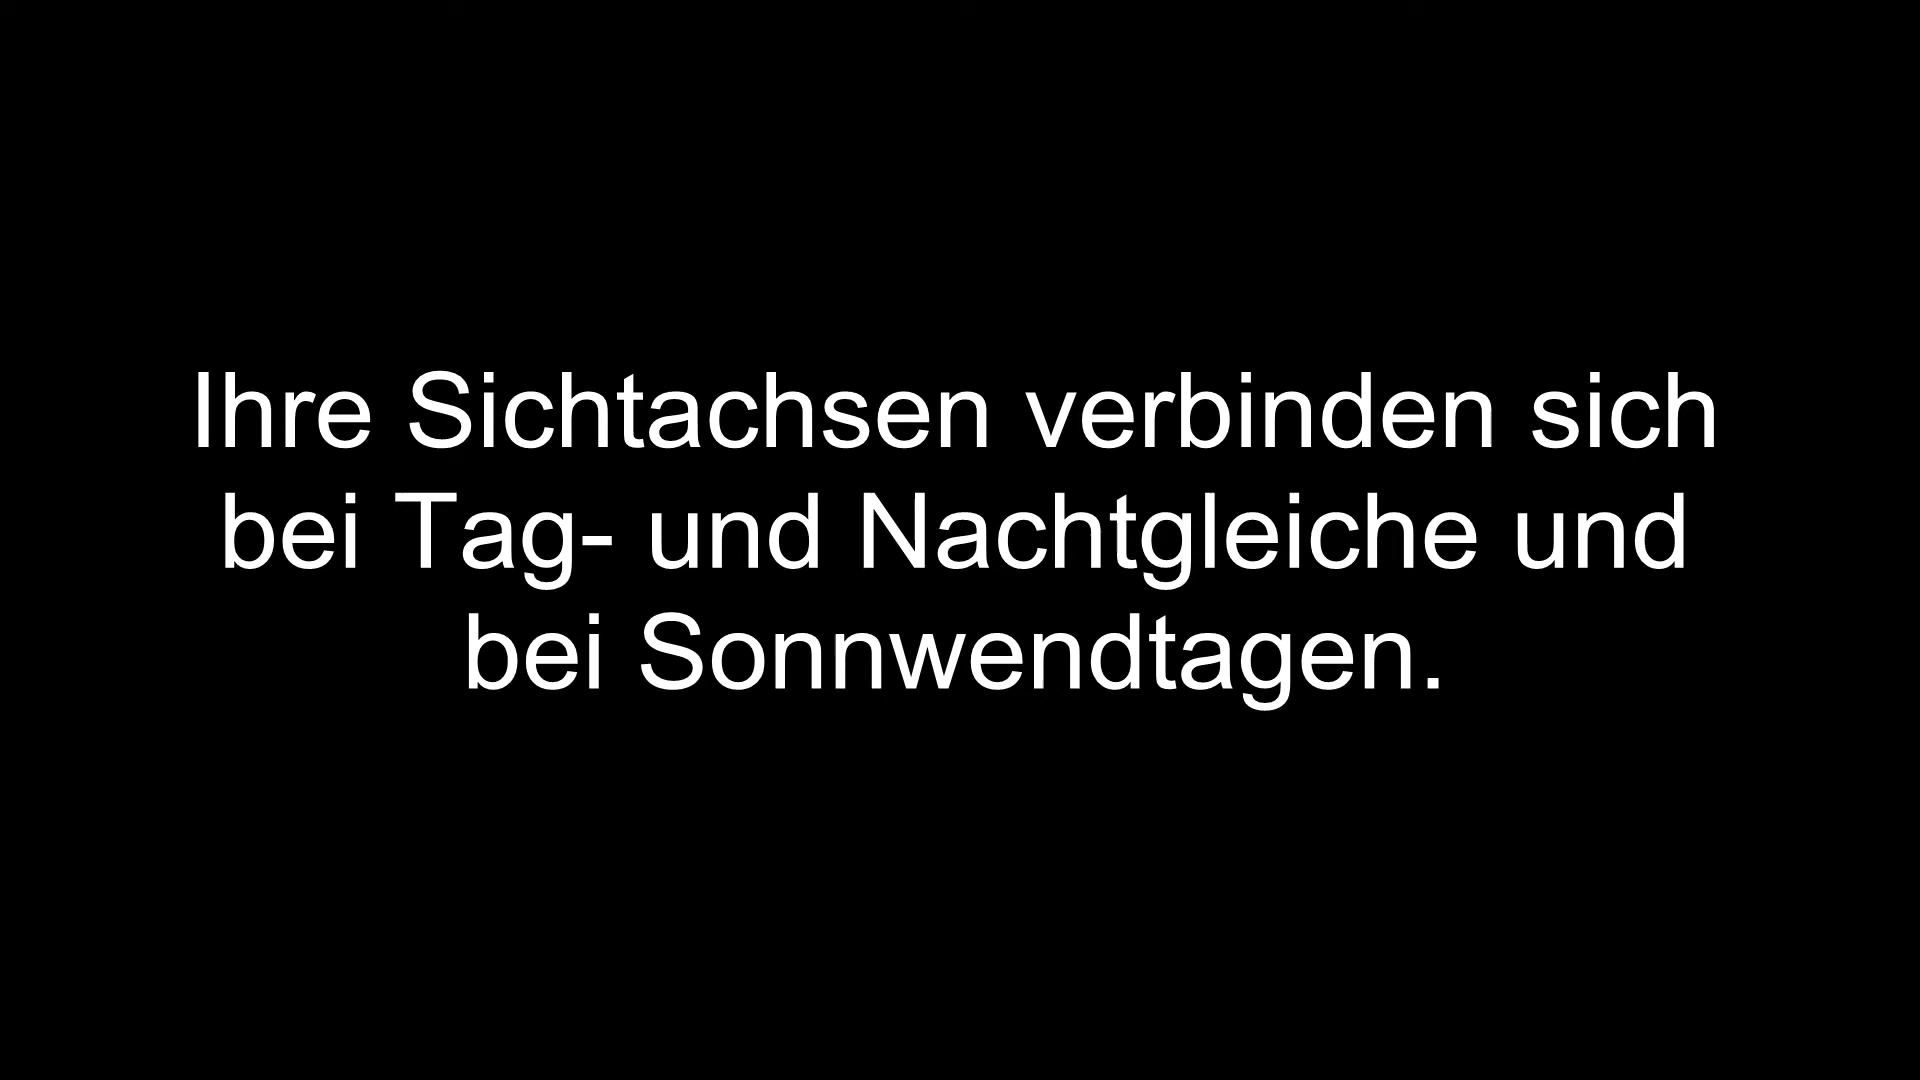 Ihre Sichtachsen verbinden sich
bei Tag- und Nachtgleiche und
bei Sonnwendtagen.